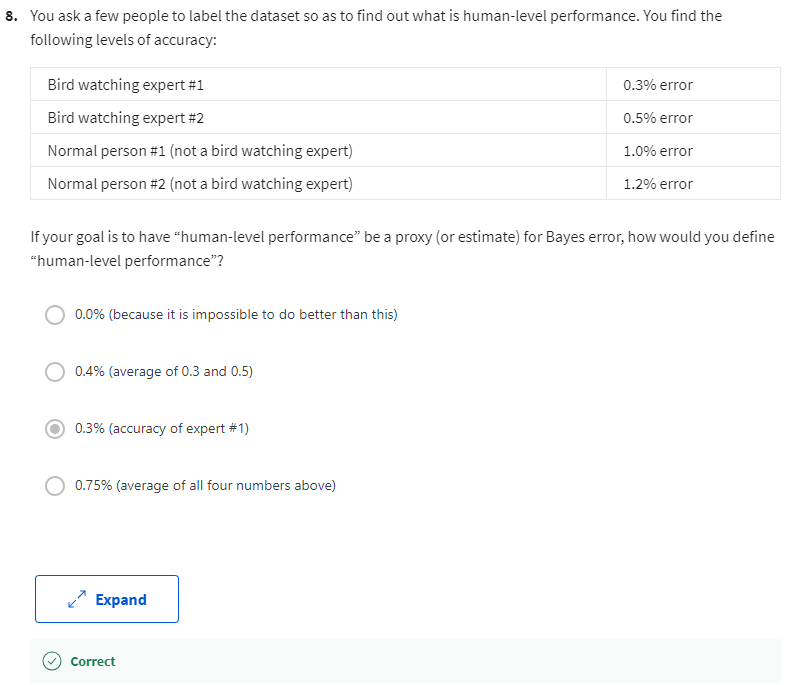 8. You ask a few people to label the dataset so as to find out what is human-level performance. You find the
following levels of accuracy:
Bird watching expert #1 0.3% error
Bird watching expert #2 0.5% error
Normal person #1 (not a bird watching expert) 1.0% error
Normal person #2 (not a bird watching expert) 1.2% error
If your goal is to have “human-level performance” be a proxy (or estimate) for Bayes error, how would you define
“human-level performance”?
0.0% (because it is impossible to do better than this)
0.4% (average of 0.3 and 0.5)
0.3% (accuracy of expert #1)
0.75% (average of all four numbers above)
Expand
Correct